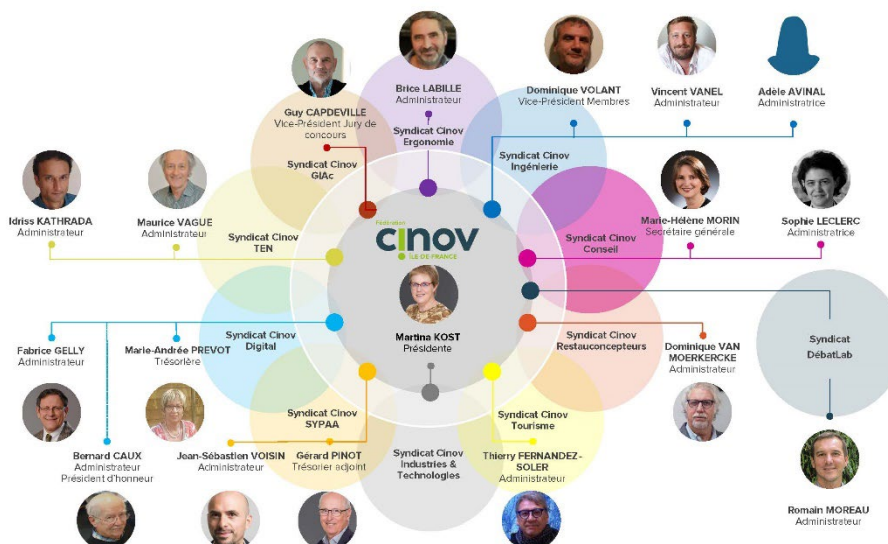 Brice LABILLE
Administrateur
Syndicat Cinov
Ergonomie
Guy CAPDEVILLE
Vice-Président Jury de
concours
Syndicat Cinov
GIAc
Dominique VOLANT
Vice-Président Membres
Vincent VANEL
Administrateur
Adèle AVINAL
Administratrice
Syndicat Cinov
Ingénierie
Idriss KATHRADA
Administrateur
Maurice VAGUE
Administrateur
Syndicat Cinov
TEN
Fédération
cinov
ÎLE DE FRANCE
Martina KOST
Présidente
Marie-Hélène MORIN
Secrétaire générale
Sophie LECLERC
Administratrice
Syndicat Cinov
Conseil
Fabrice GELLY
Administrateur
Marie-Andrée PREVOT
Trésorière
Syndicat Cinov
Digital
Bernard CAUX
Administrateur
Président d'honneur
Syndicat Cinov
Restauconcepteurs
Dominique VAN
MOERKERCKE
Administrateur
Syndicat
DébatLab
Romain MOREAU
Administrateur
Syndicat Cinov
SYPAA
Jean-Sébastien VOISIN
Administrateur
Gérard PINOT
Trésorier adjoint
Syndicat Cinov
Industries &
Technologies
Syndicat Cinov
Tourisme
Thierry FERNANDEZ-
SOLER
Administrateur